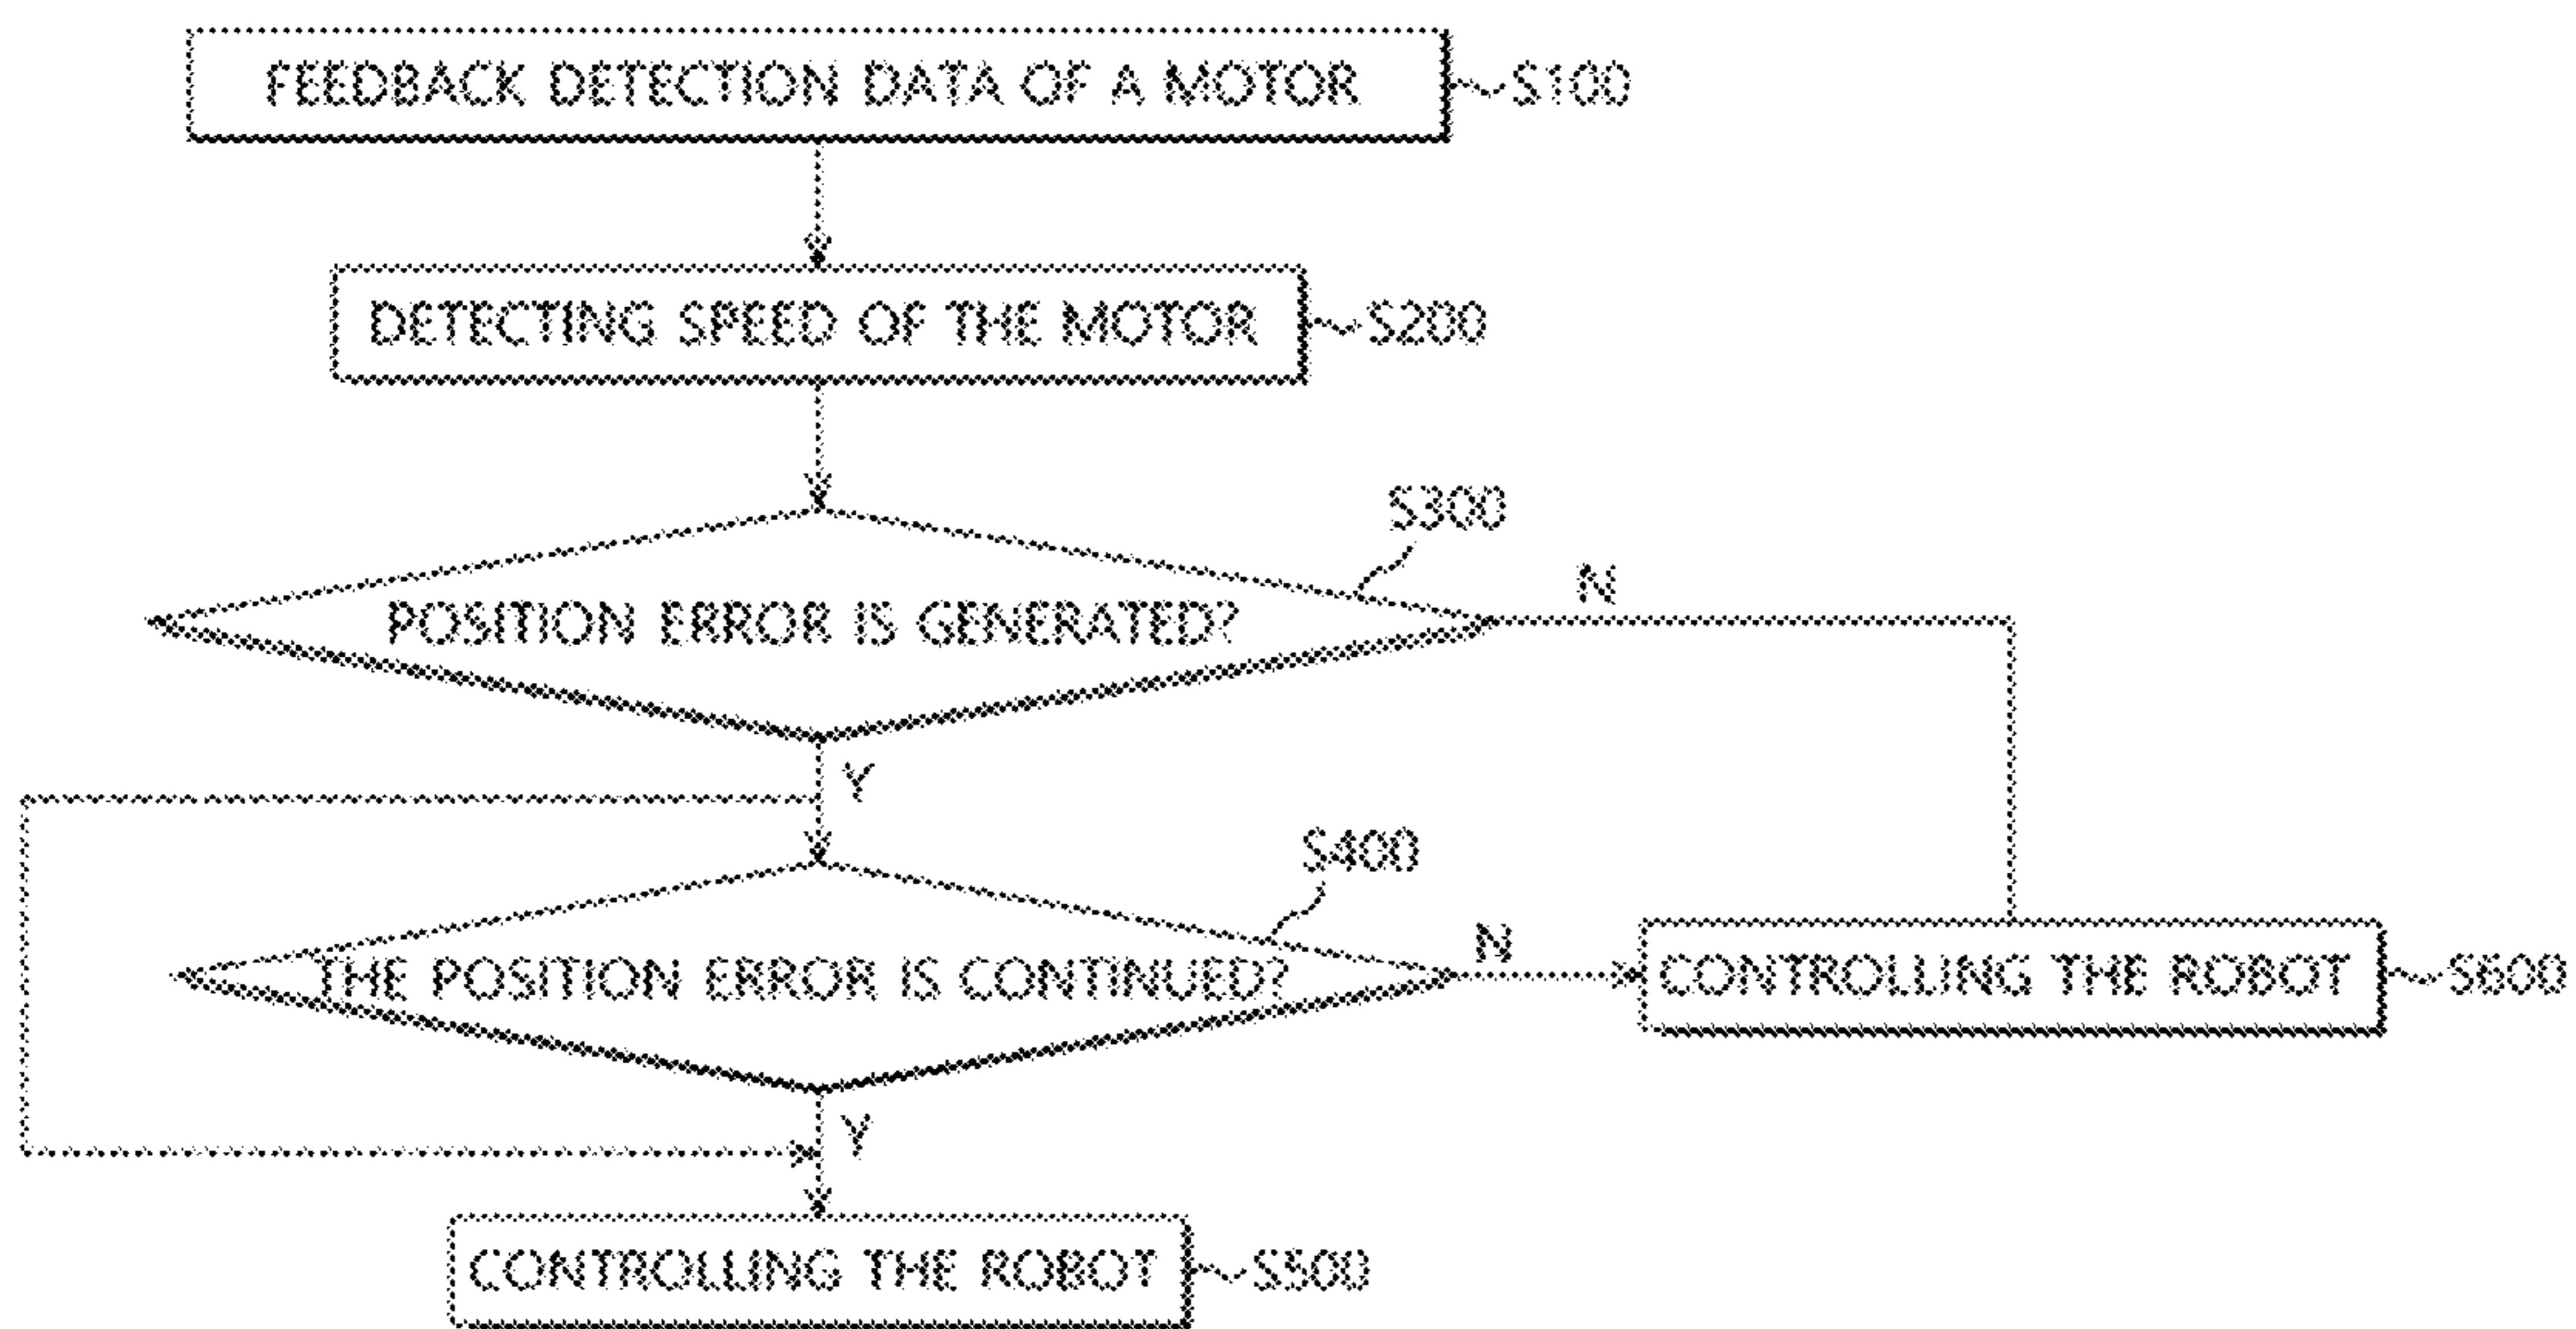 FEEDBACK DETECTION DATA OF A MOTOR S100
DETECTING SPEED OF THE MOTOR S200
S300
N
POSITION ERROR IS GENERATED?
Y
S400
N
THE POSITION ERROR IS CONTINUED?
CONTROLLING THE ROBOT S600
Y
CONTROLLING THE ROBOT S500